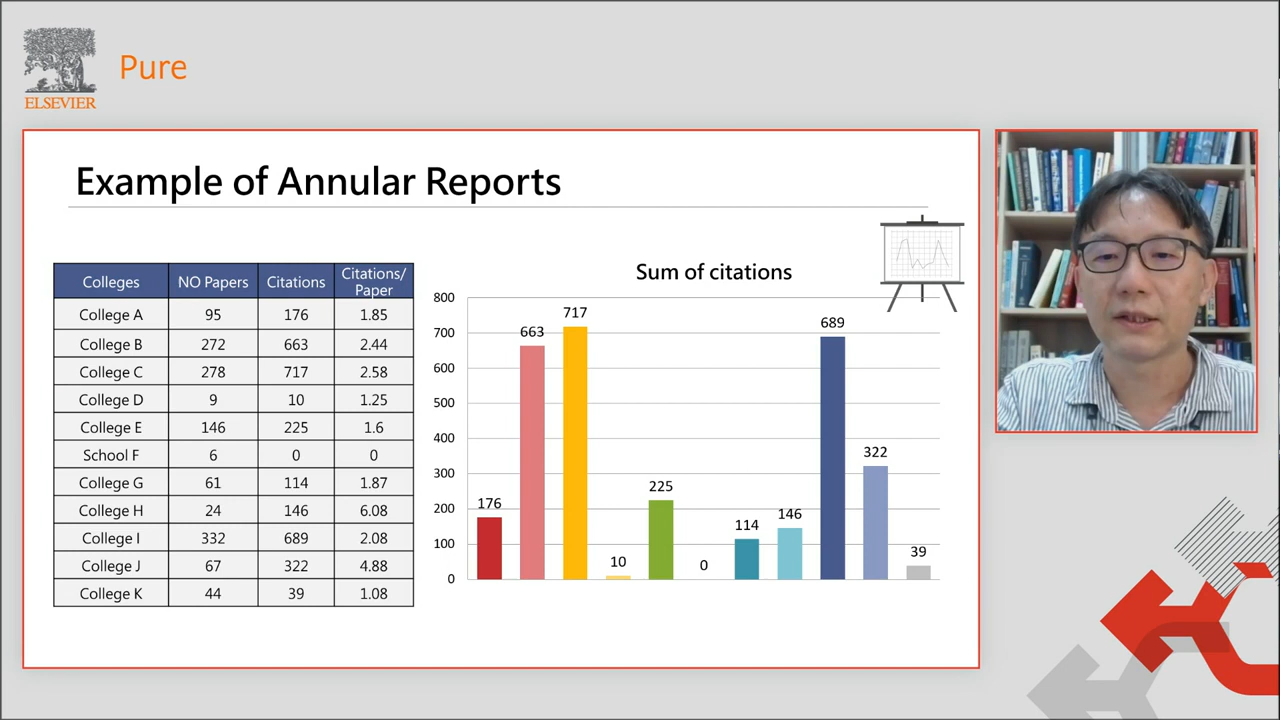 ELSEVIER
Pure
Example of Annular Reports
Colleges NO Papers Citations Citations/
Paper
College A 95 176 1.85
College B 272 663 2.44
College C 278 717 2.58
College D 9 10 1.25
College E 146 225 1.6
School F 6 0 0
College G 61 114 1.87
College H 24 146 6.08
College I 332 689 2.08
College J 67 322 4.88
College K 44 39 1.08
Sum of citations
800
700
600
500
400
300
200
100
0
176
663
717
10
225
0
114
146
689
322
39